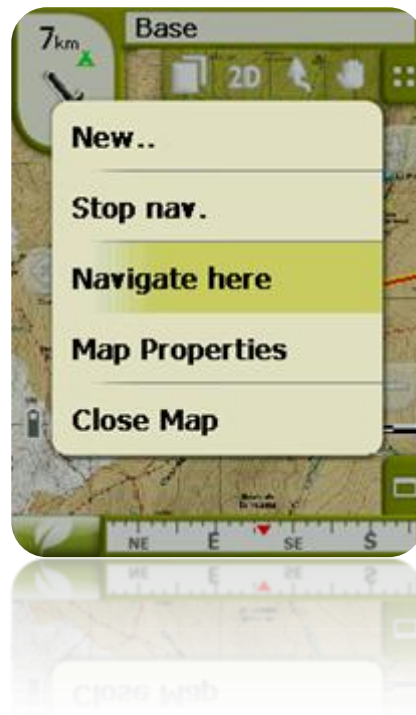 7km
Base
2D
New..
Stop nav.
Navigate here
Map Properties
Close Map
NE E SE S